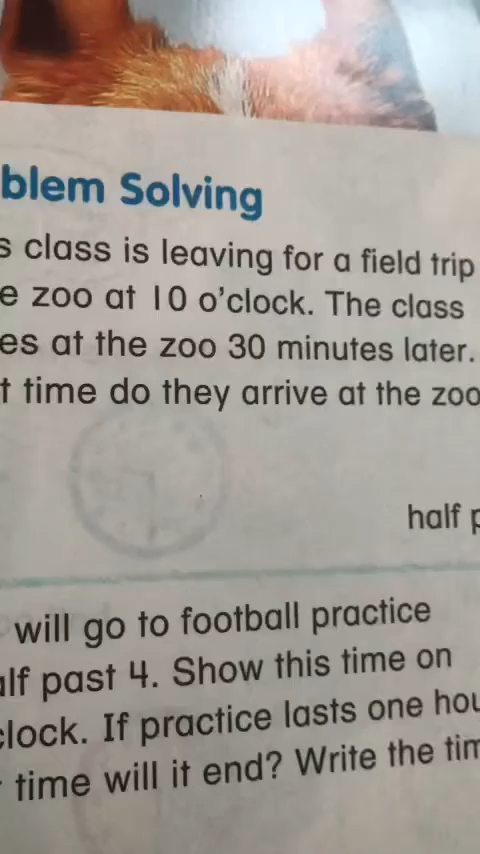 blem Solving
s class is leaving for a field trip
e zoo at 10 o'clock. The class
es at the zoo 30 minutes later.
t time do they arrive at the zoo
half p
will go to football practice
alf past 4. Show this time on
clock. If practice lasts one hou
time will it end? Write the tim